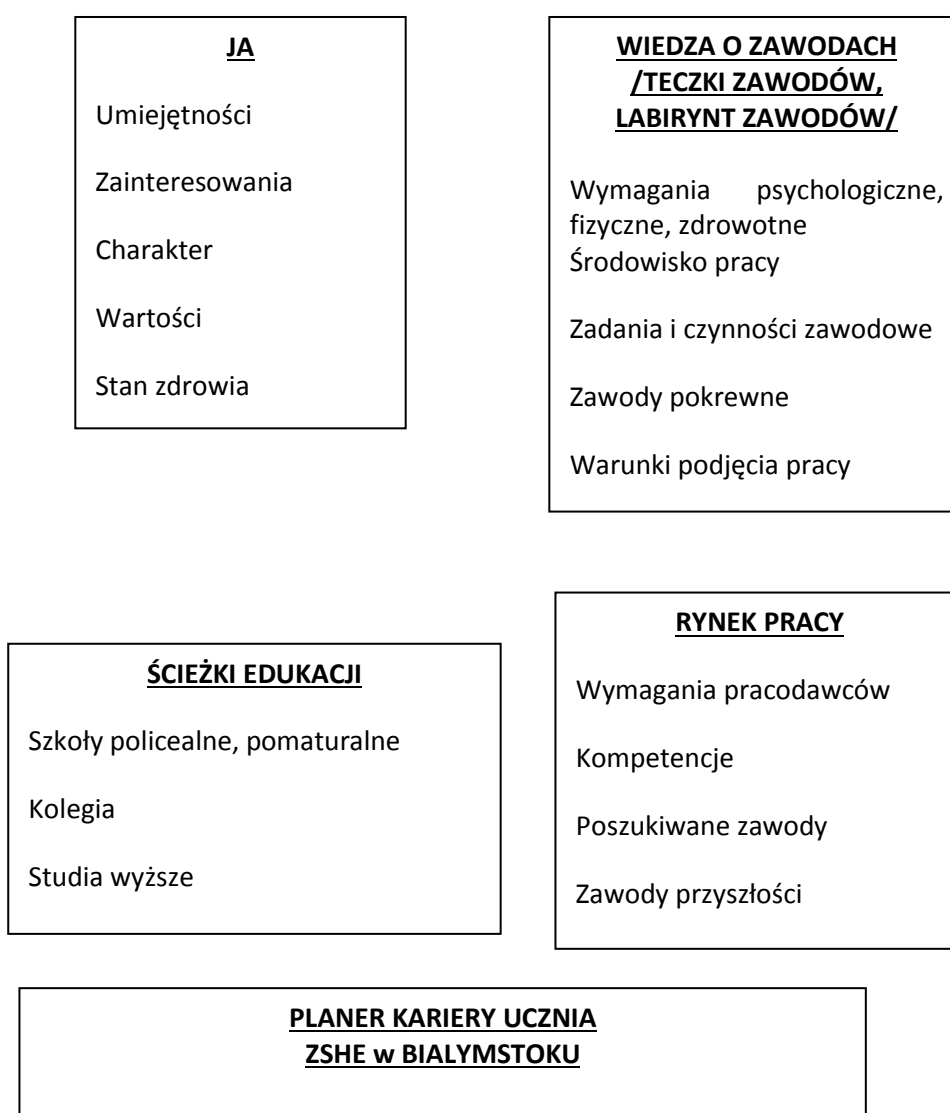 JA
Umiejętności
Zainteresowania
Charakter
Wartości
Stan zdrowia
WIEDZA O ZAWODACH
/TECZKI ZAWODÓW,
LABIRYNT ZAWODÓW/
Wymagania psychologiczne,
fizyczne, zdrowotne
Środowisko pracy
Zadania i czynności zawodowe
Zawody pokrewne
Warunki podjęcia pracy
ŚCIEŻKI EDUKACJI
Szkoły policealne, pomaturalne
Kolegia
Studia wyższe
RYNEK PRACY
Wymagania pracodawców
Kompetencje
Poszukiwane zawody
Zawody przyszłości
PLANER KARIERY UCZNIA
ZSHE w BIALYMSTOKU